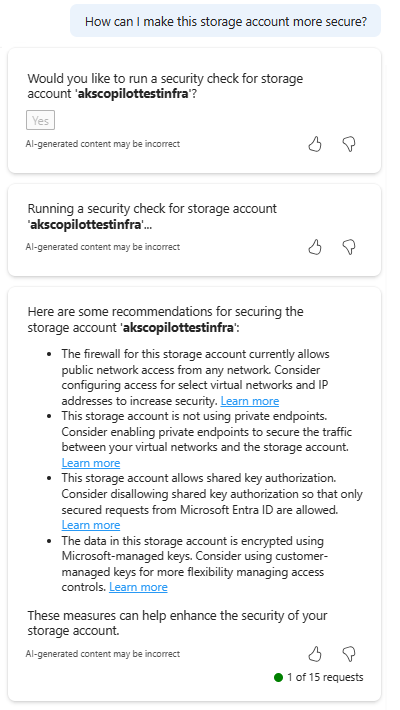 How can I make this storage account more secure?
Would you like to run a security check for storage
account 'akscopilottestinfra'?
Yes
AI-generated content may be incorrect
Running a security check for storage account
'akscopilottestinfra'...
AI-generated content may be incorrect
Here are some recommendations for securing the
storage account 'akscopilottestinfra':
• The firewall for this storage account currently allows
public network access from any network. Consider
configuring access for select virtual networks and IP
addresses to increase security. Learn more
• This storage account is not using private endpoints.
Consider enabling private endpoints to secure the traffic
between your virtual networks and the storage account.
Learn more
• This storage account allows shared key authorization.
Consider disallowing shared key authorization so that only
secured requests from Microsoft Entra ID are allowed.
Learn more
• The data in this storage account is encrypted using
Microsoft-managed keys. Consider using customer-
managed keys for more flexibility managing access
controls. Learn more
These measures can help enhance the security of your
storage account.
AI-generated content may be incorrect
1 of 15 requests